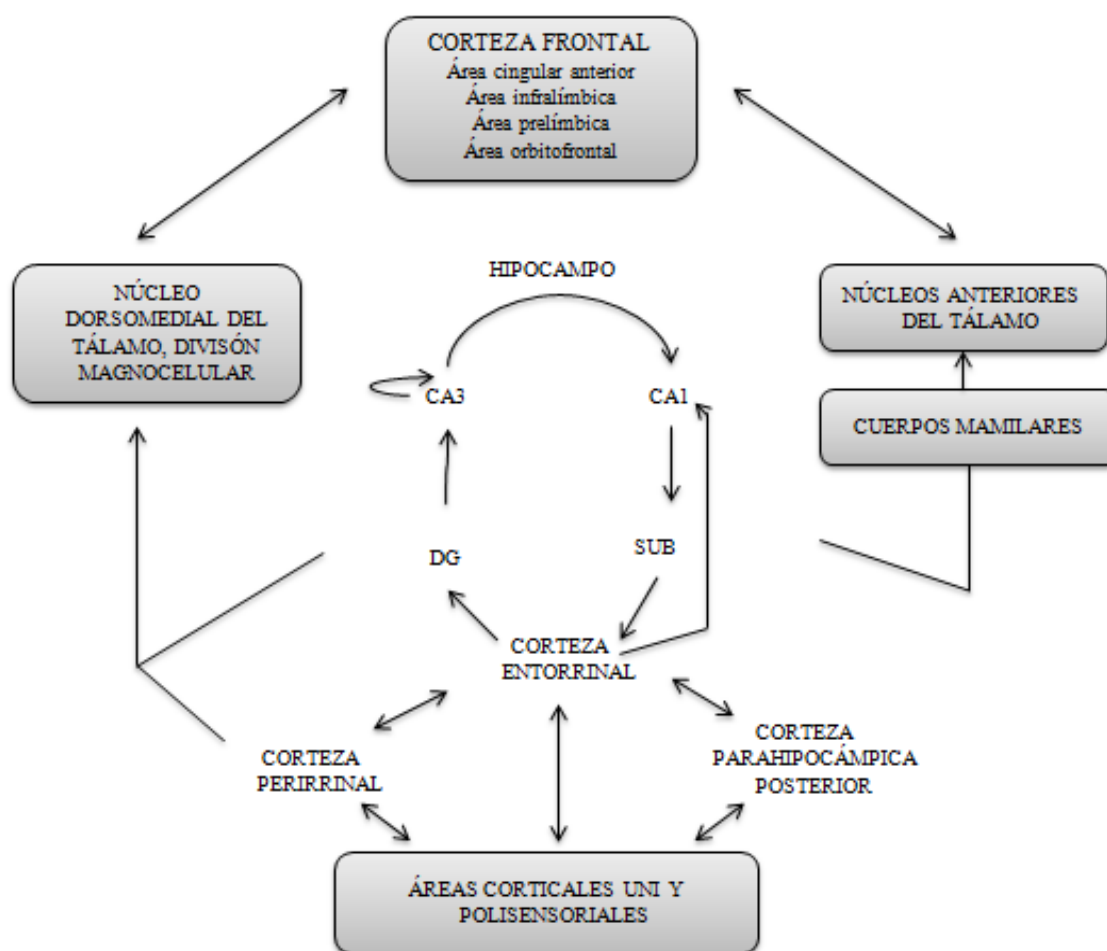 CORTEZA FRONTAL
Área cingular anterior
Área infralímbica
Área prelímbica
Área orbitofrontal
NÚCLEO
DORSOMEDIAL DEL
TÁLAMO, DIVISÓN
MAGNOCELULAR
HIPOCAMPO
NÚCLEOS ANTERIORES
DEL TÁLAMO
CA3
CA1
CUERPOS MAMILARES
DG
SUB
CORTEZA
ENTORRINAL
CORTEZA
PERIRRINAL
CORTEZA
PARAHIPOCÁMPICA
POSTERIOR
ÁREAS CORTICALES UNI Y
POLISENSORIALES